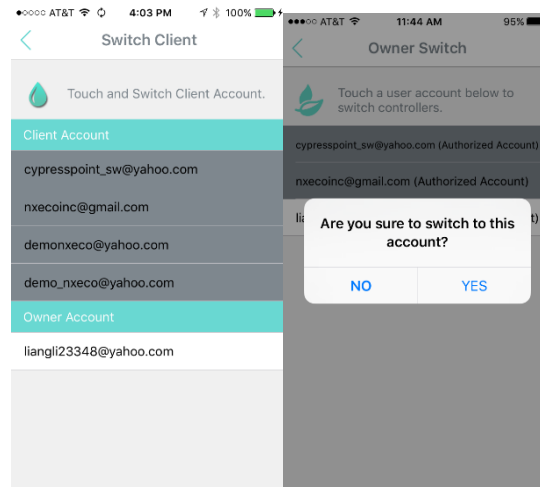 AT&T 4:03 PM 100%
Switch Client
Touch and Switch Client Account.
Client Account
cypresspoint_sw@yahoo.com
nxecoinc@gmail.com
demonxeco@yahoo.com
demo_nxeco@yahoo.com
Owner Account
liangli23348@yahoo.com
AT&T 11:44 AM 95%
Owner Switch
Touch a user account below to
switch controllers.
cypresspoint_sw@yahoo.com (Authorized Account)
nxecoinc@gmail.com (Authorized Account)
Are you sure to switch to this
account?
NO YES